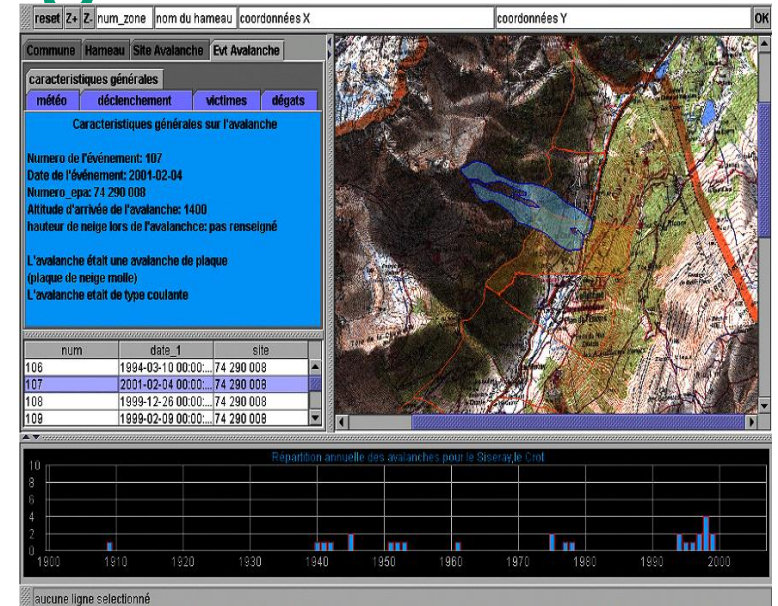 reset Z+ Z- num_zone nom du hameau coordonnées X coordonnées Y OK
Commune Hameau Site Avalanche Evt Avalanche
caracteristiques générales
météo déclenchement victimes dégats
Caracteristiques générales sur l'avalanche
Numero de l'événement: 107
Date de l'événement: 2001-02-04
Numero_epa: 74 290 008
Altitude d'arrivée de l'avalanche: 1400
hauteur de neige lors de l'avalanchce: pas renseigné
L'avalanche était une avalanche de plaque
(plaque de neige molle)
L'avalanche etait de type coulante
num date_1 site
106 1994-03-10 00:00:... 74 290 008
107 2001-02-04 00:00:... 74 290 008
108 1999-12-26 00:00:... 74 290 008
109 1999-02-09 00:00:... 74 290 008
Répartition annuelle des avalanches pour le Siseray,le Crot
10
8
6
4
2
0
1900 1910 1920 1930 1940 1950 1960 1970 1980 1990 2000
aucune ligne selectionné